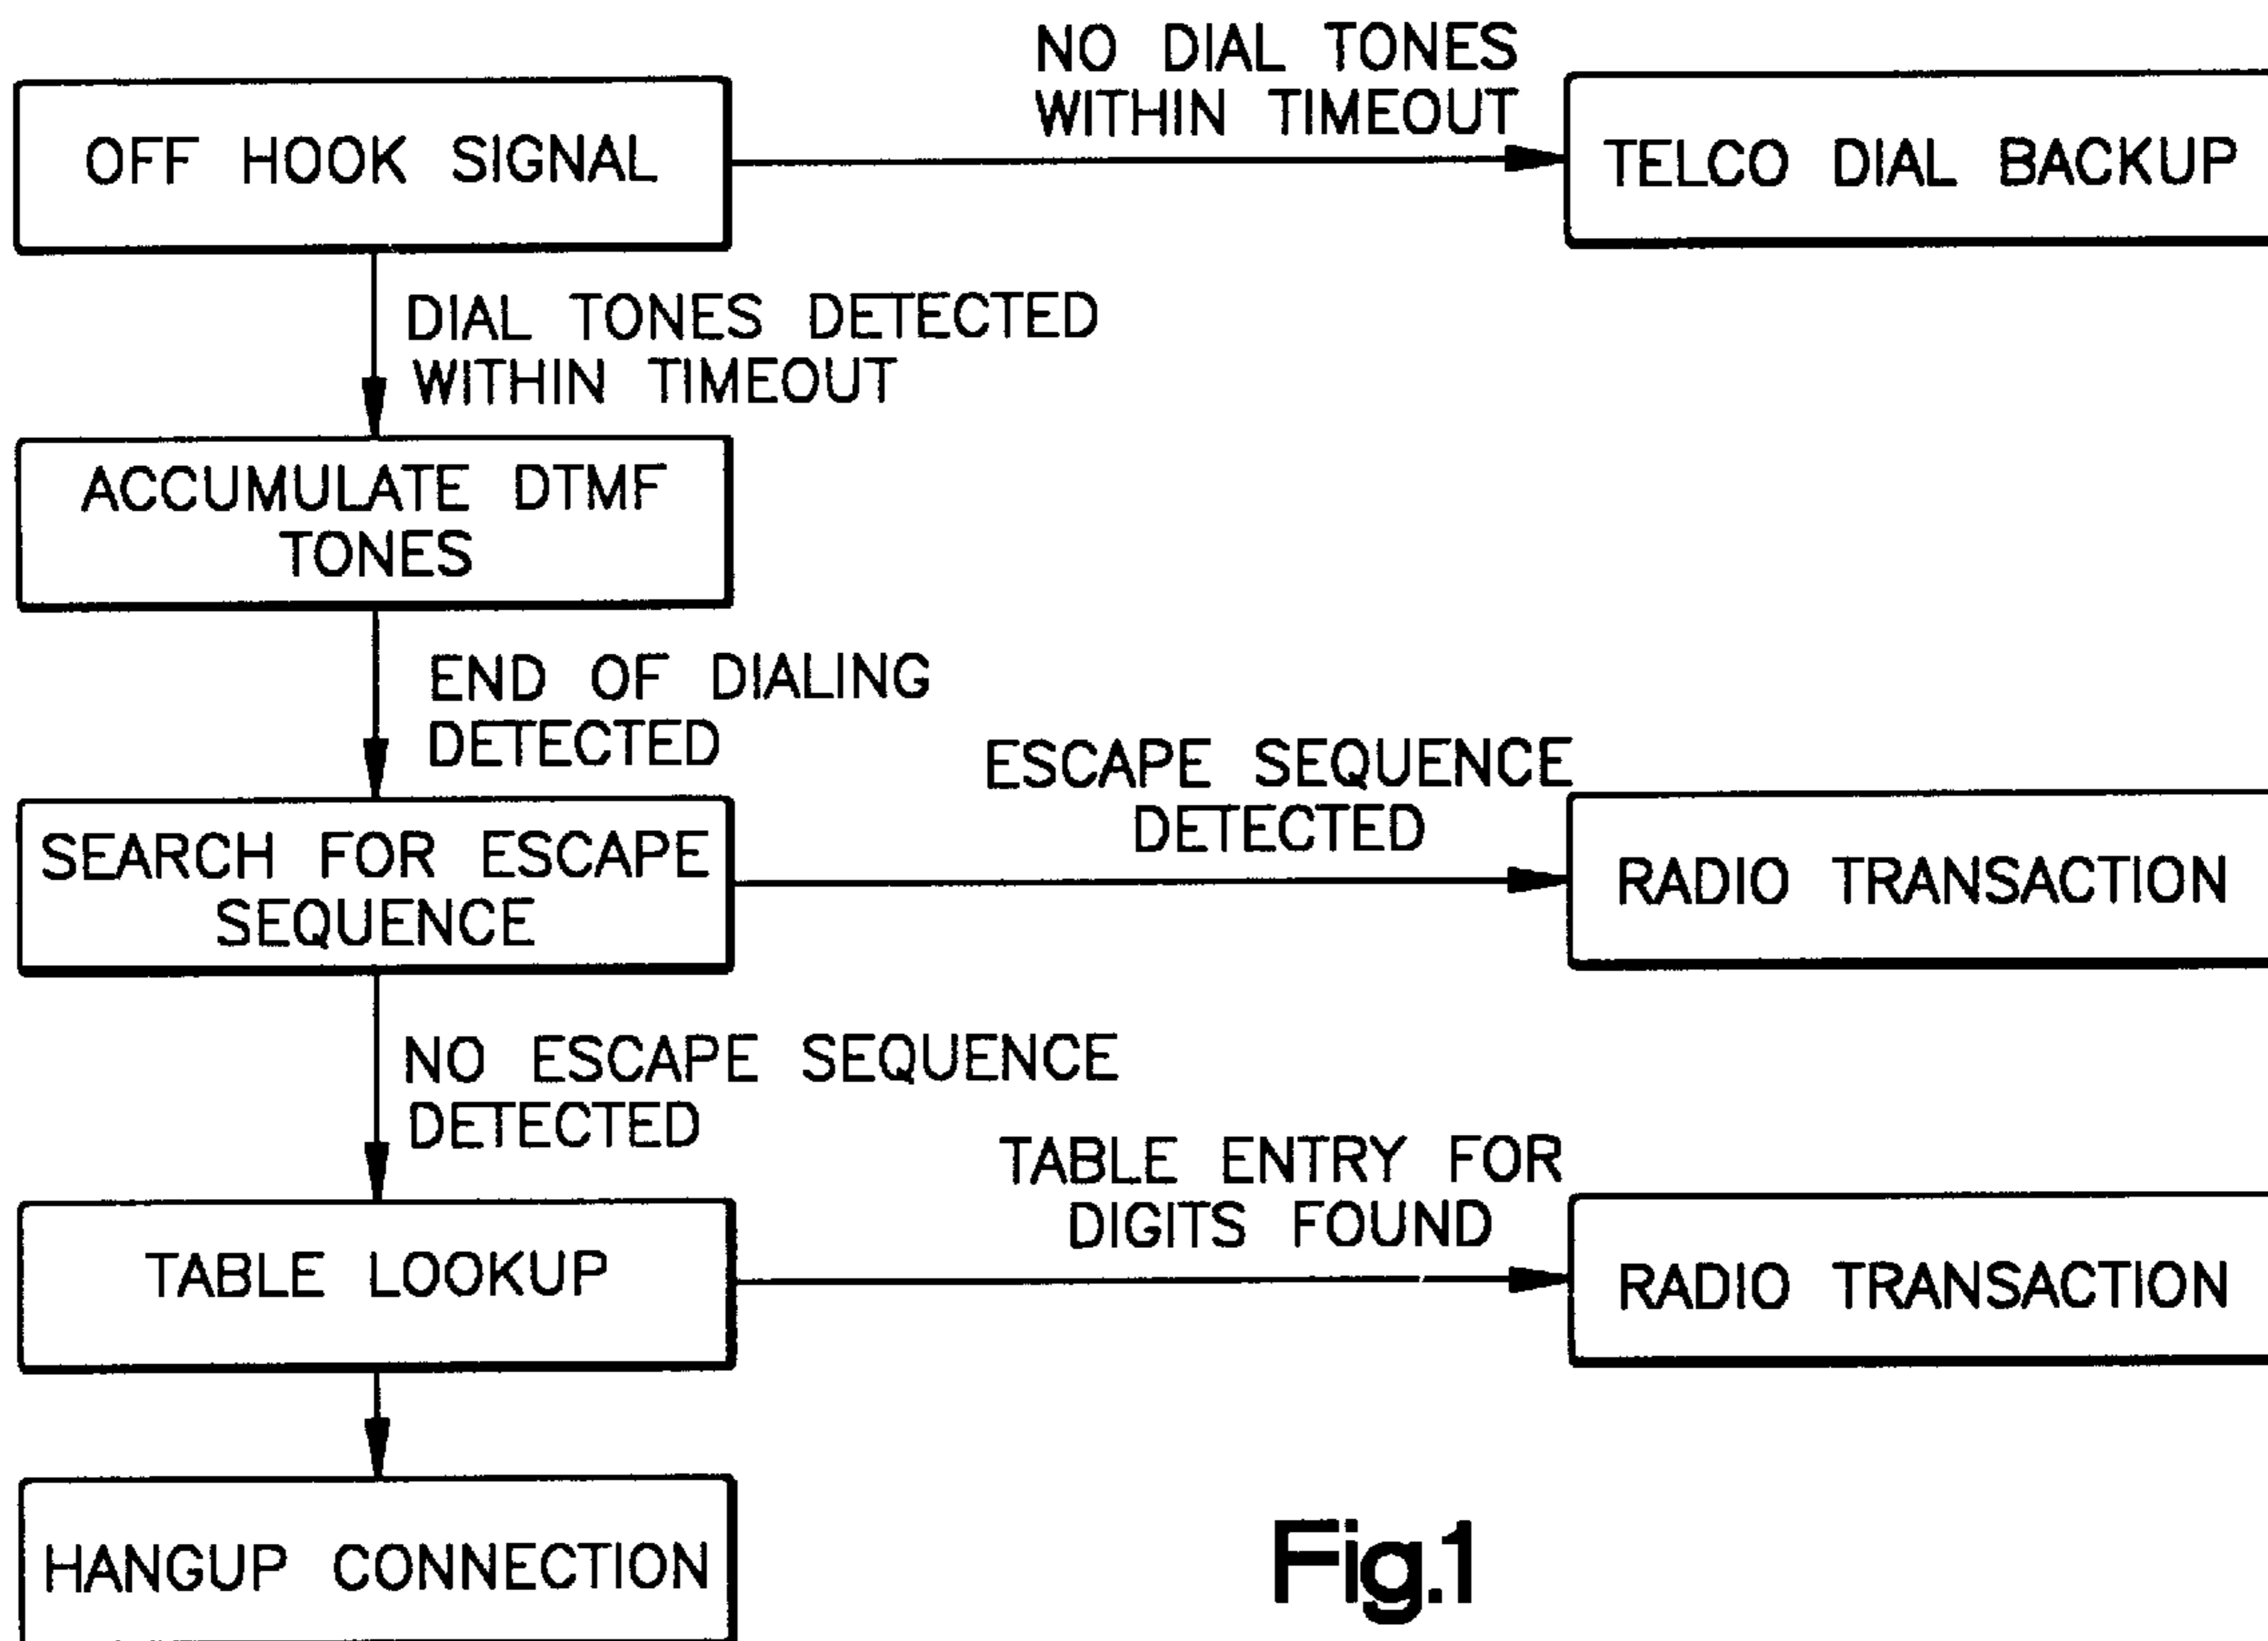 NO DIAL TONES
WITHIN TIMEOUT
OFF HOOK SIGNAL
TELCO DIAL BACKUP
DIAL TONES DETECTED
WITHIN TIMEOUT
ACCUMULATE DTMF
TONES
END OF DIALING
DETECTED
ESCAPE SEQUENCE
DETECTED
SEARCH FOR ESCAPE
SEQUENCE
RADIO TRANSACTION
NO ESCAPE SEQUENCE
DETECTED
TABLE ENTRY FOR
DIGITS FOUND
TABLE LOOKUP
RADIO TRANSACTION
HANGUP CONNECTION
Fig.1